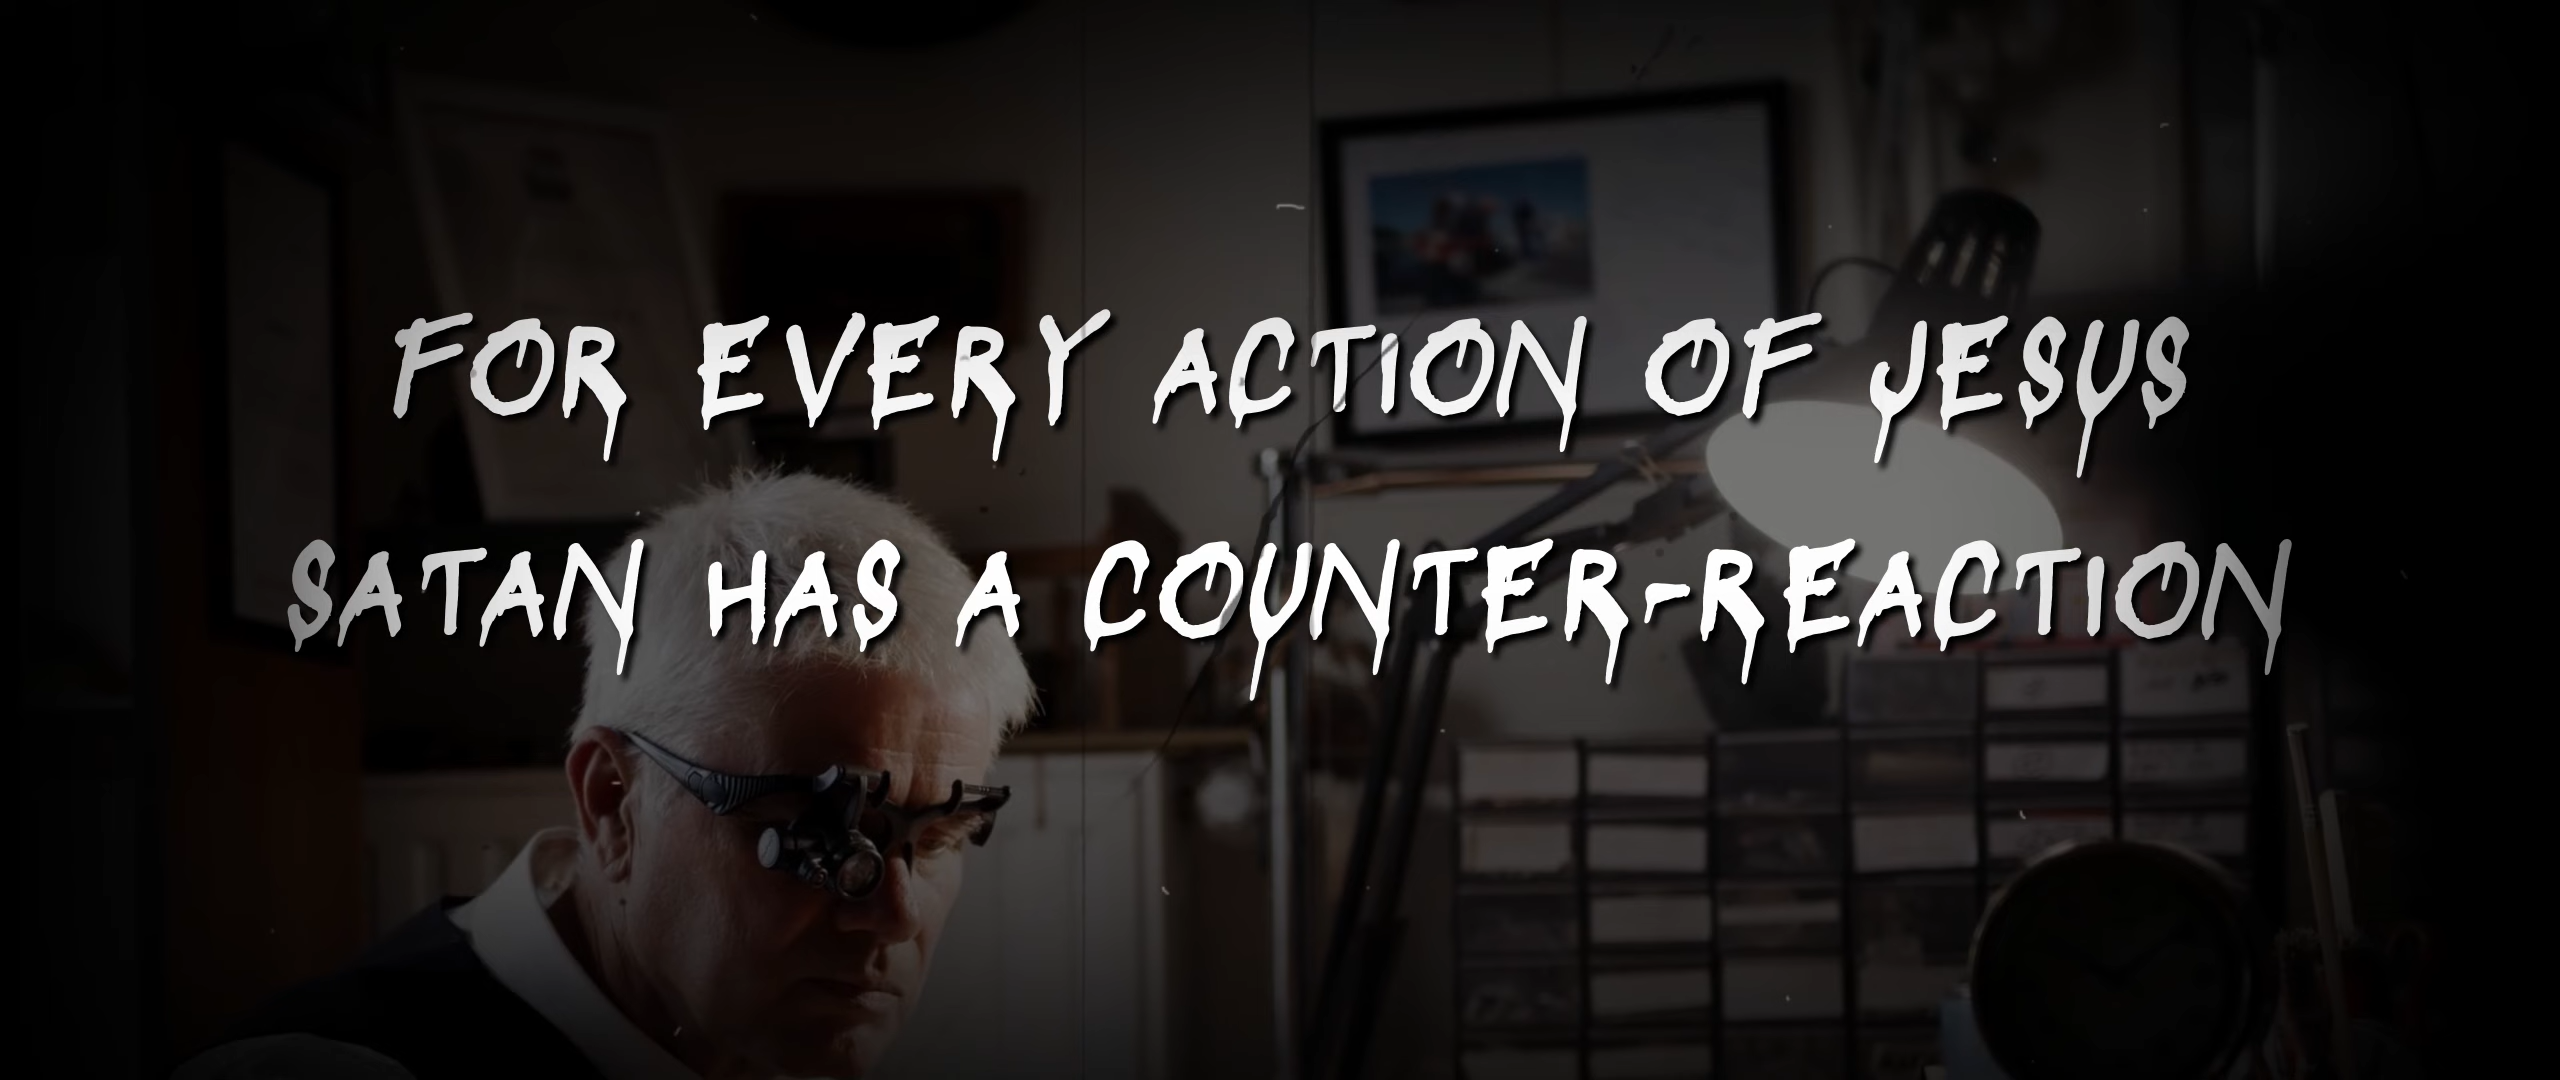 FOR EVERY ACTION OF JESUS
SATAN HAS A COUNTER-REACTION